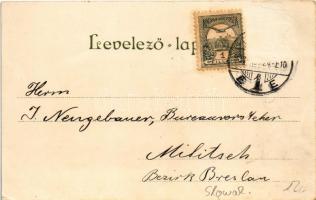 Levelező-lap
Herrn
J. Neugebauer, Bureauvorsteher
Militsch
Bezirk Breslau